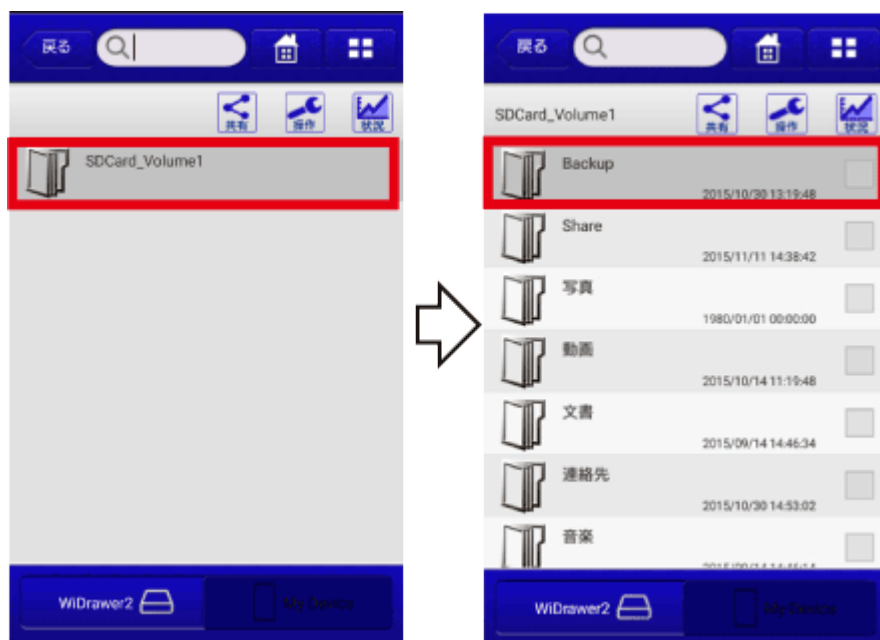 戻る
共有 操作 状況
SDCard_Volume1
WiDrawer2 My Device
戻る
SDCard_Volume1 共有 操作 状況
Backup
2015/10/30 13:19:48
Share
2015/11/11 14:38:42
写真
1980/01/01 00:00:00
動画
2015/10/14 11:19:48
文書
2015/09/14 14:46:34
連絡先
2015/10/30 14:53:02
音楽
WiDrawer2 My Device